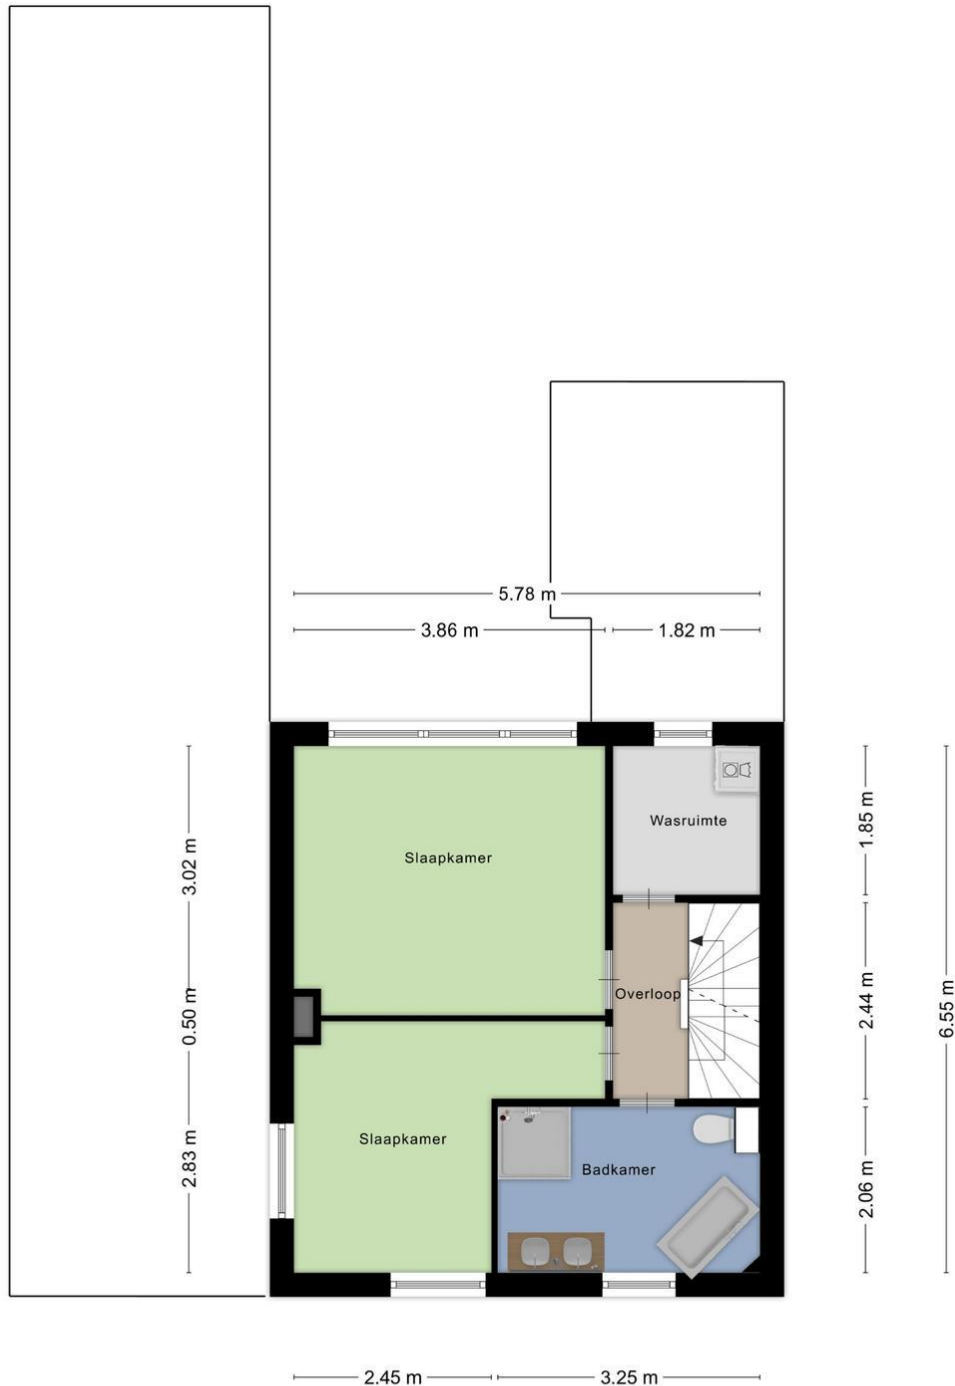 5.78 m
3.86 m
1.82 m
3.02 m
0.50 m
2.83 m
1.85 m
2.44 m
2.06 m
6.55 m
Wasruimte
Slaapkamer
Overloop
Slaapkamer
Badkamer
2.45 m
3.25 m